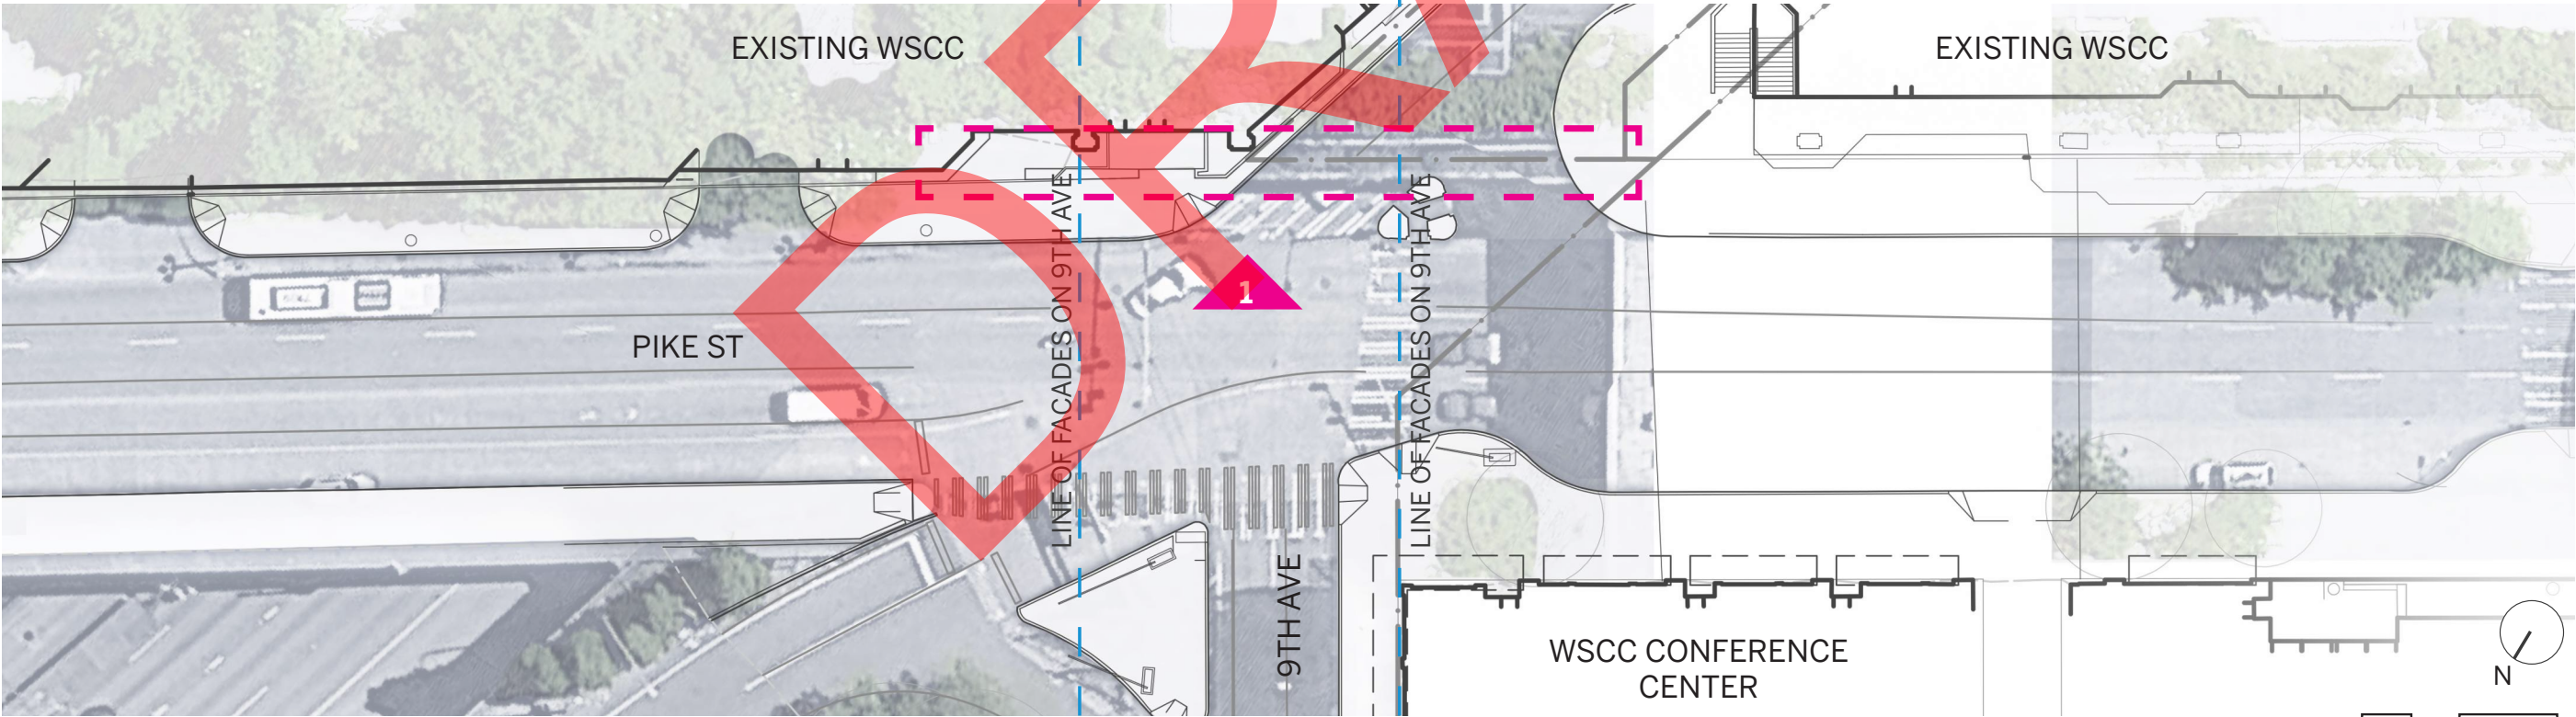 EXISTING WSCC
EXISTING WSCC
LINE OF FACADES ON 9TH AVE
LINE OF FACADES ON 9TH AVE
1
PIKE ST
9TH AVE
WSCC CONFERENCE
CENTER
N